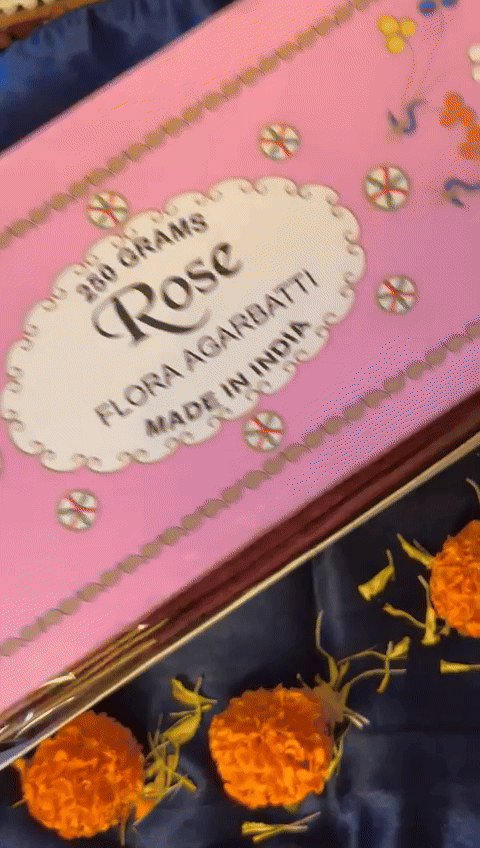 250 GRAMS
Rose
FLORA AGARBATTI
MADE IN INDIA